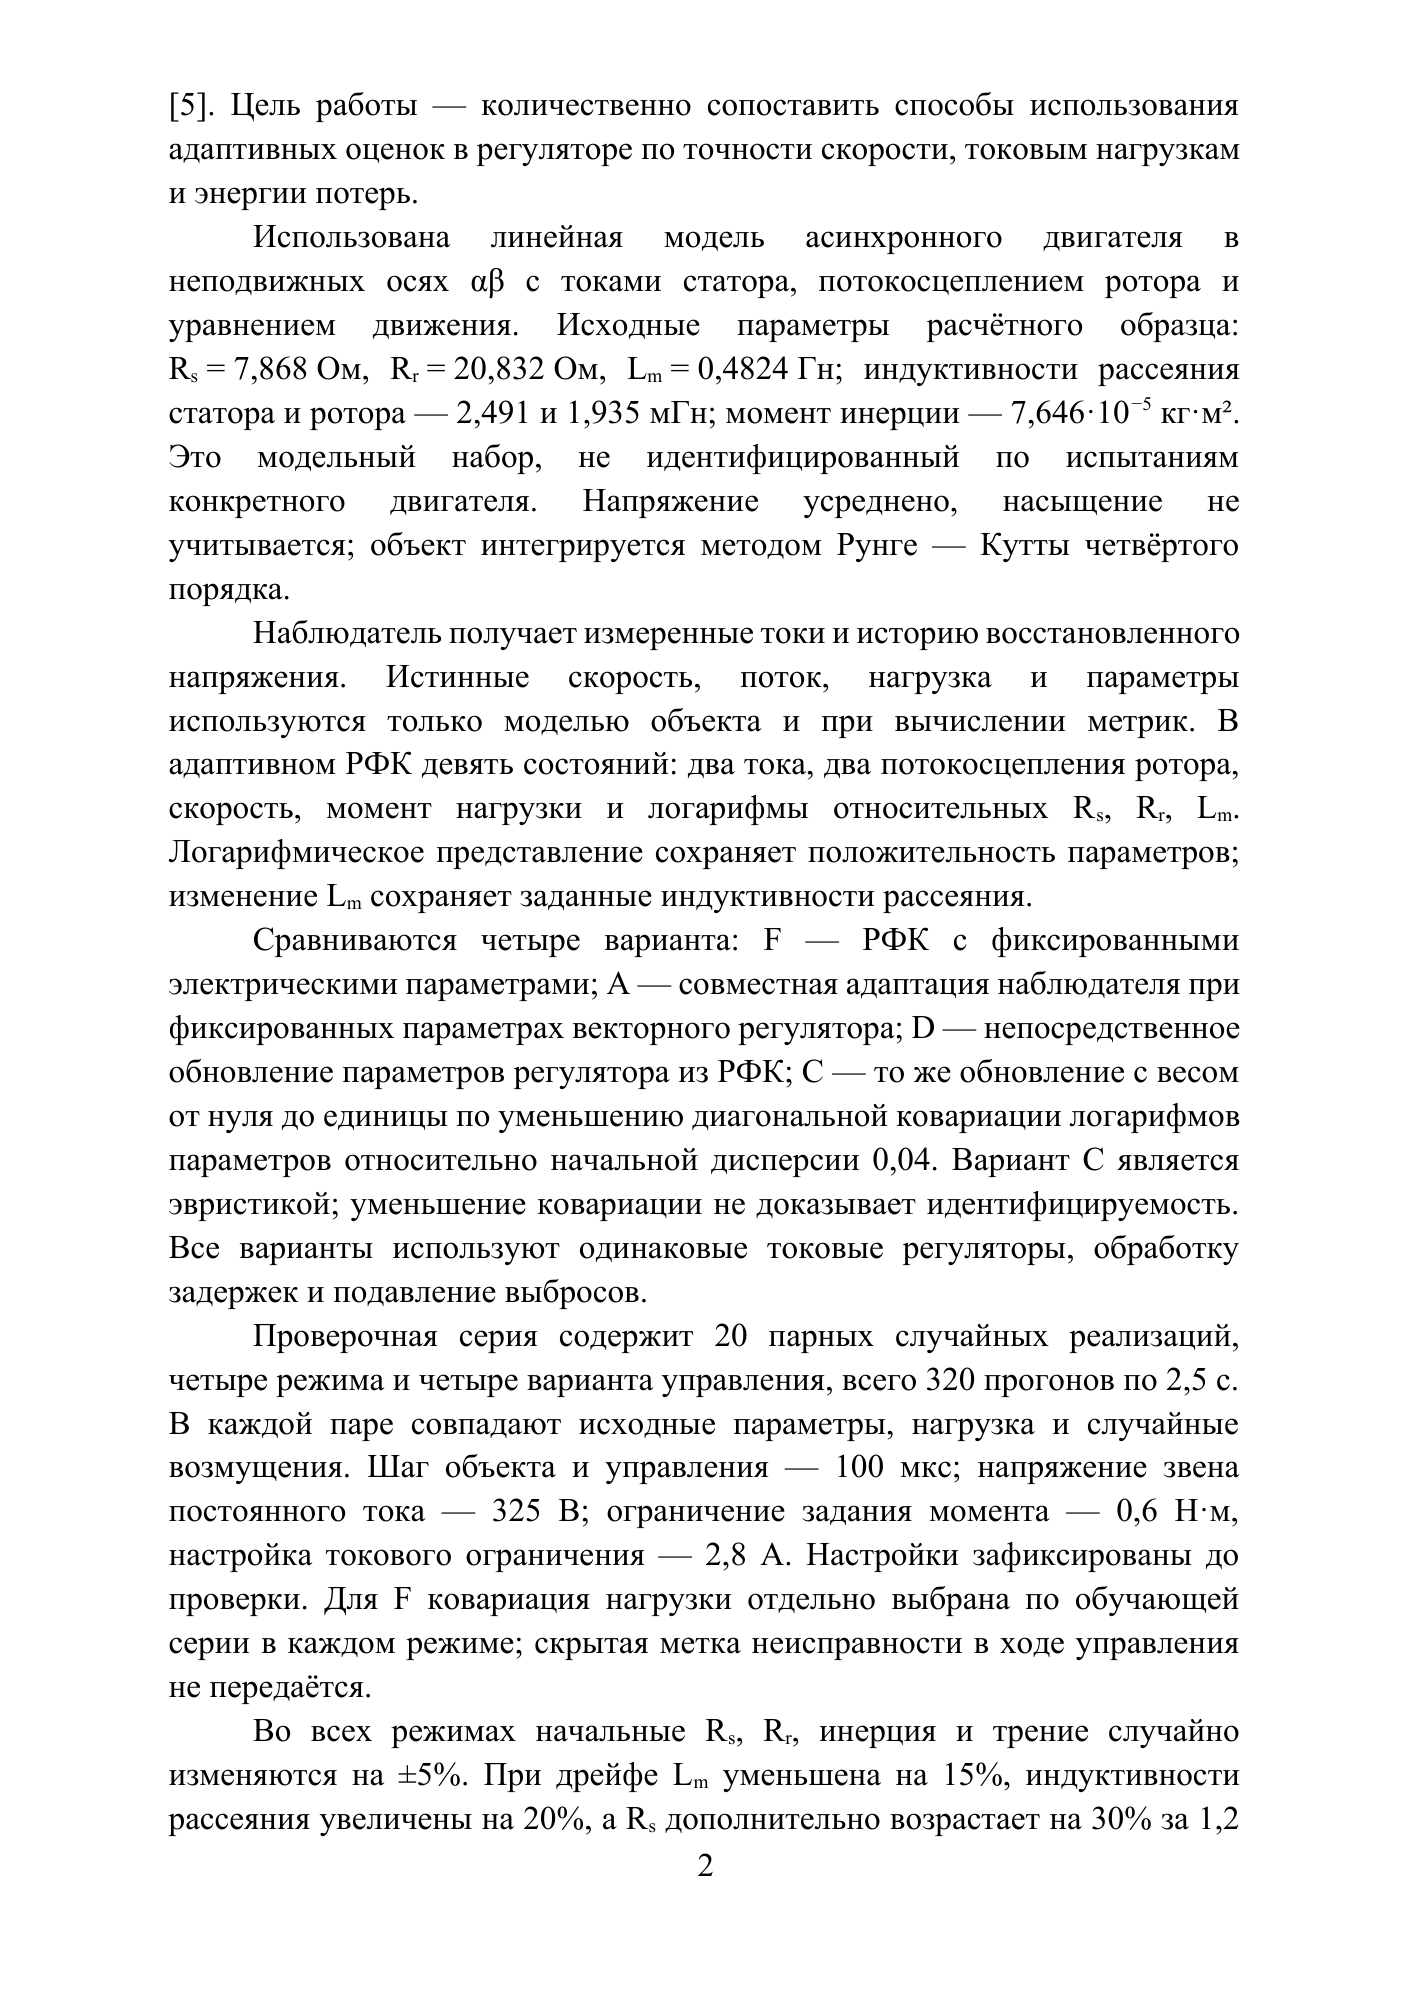 [5]. Цель работы — количественно сопоставить способы использования
адаптивных оценок в регуляторе по точности скорости, токовым нагрузкам
и энергии потерь.
Использована линейная модель асинхронного двигателя в
неподвижных осях αβ с токами статора, потокосцеплением ротора и
уравнением движения. Исходные параметры расчётного образца:
Rₛ = 7,868 Ом, Rᵣ = 20,832 Ом, Lₘ = 0,4824 Гн; индуктивности рассеяния
статора и ротора — 2,491 и 1,935 мГн; момент инерции — 7,646·10⁻⁵ кг·м².
Это модельный набор, не идентифицированный по испытаниям
конкретного двигателя. Напряжение усреднено, насыщение не
учитывается; объект интегрируется методом Рунге — Кутты четвёртого
порядка.
Наблюдатель получает измеренные токи и историю восстановленного
напряжения. Истинные скорость, поток, нагрузка и параметры
используются только моделью объекта и при вычислении метрик. В
адаптивном РФК девять состояний: два тока, два потокосцепления ротора,
скорость, момент нагрузки и логарифмы относительных Rₛ, Rᵣ, Lₘ.
Логарифмическое представление сохраняет положительность параметров;
изменение Lₘ сохраняет заданные индуктивности рассеяния.
Сравниваются четыре варианта: F — РФК с фиксированными
электрическими параметрами; A — совместная адаптация наблюдателя при
фиксированных параметрах векторного регулятора; D — непосредственное
обновление параметров регулятора из РФК; C — то же обновление с весом
от нуля до единицы по уменьшению диагональной ковариации логарифмов
параметров относительно начальной дисперсии 0,04. Вариант C является
эвристикой; уменьшение ковариации не доказывает идентифицируемость.
Все варианты используют одинаковые токовые регуляторы, обработку
задержек и подавление выбросов.
Проверочная серия содержит 20 парных случайных реализаций,
четыре режима и четыре варианта управления, всего 320 прогонов по 2,5 с.
В каждой паре совпадают исходные параметры, нагрузка и случайные
возмущения. Шаг объекта и управления — 100 мкс; напряжение звена
постоянного тока — 325 В; ограничение задания момента — 0,6 Н·м,
настройка токового ограничения — 2,8 А. Настройки зафиксированы до
проверки. Для F ковариация нагрузки отдельно выбрана по обучающей
серии в каждом режиме; скрытая метка неисправности в ходе управления
не передаётся.
Во всех режимах начальные Rₛ, Rᵣ, инерция и трение случайно
изменяются на ±5%. При дрейфе Lₘ уменьшена на 15%, индуктивности
рассеяния увеличены на 20%, а Rₛ дополнительно возрастает на 30% за 1,2
2